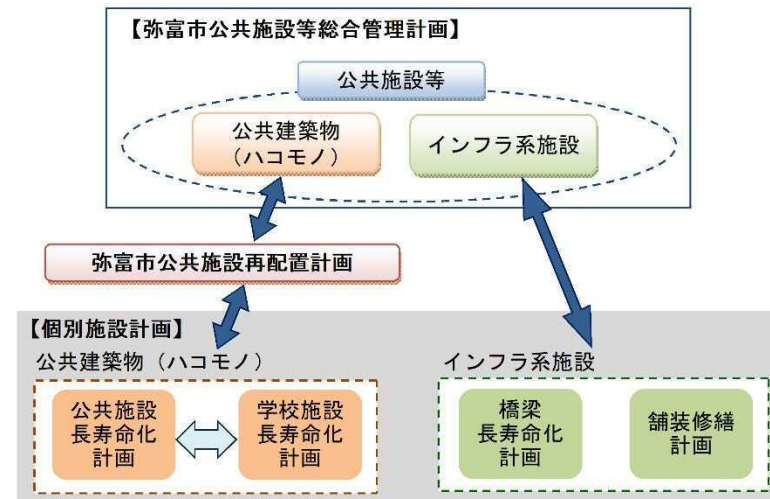 【弥富市公共施設等総合管理計画】
公共施設等
公共建築物
（ハコモノ）
インフラ系施設
弥富市公共施設再配置計画
【個別施設計画】
公共建築物（ハコモノ）
インフラ系施設
公共施設
長寿命化
計画
学校施設
長寿命化
計画
橋梁
長寿命化
計画
舗装修繕
計画